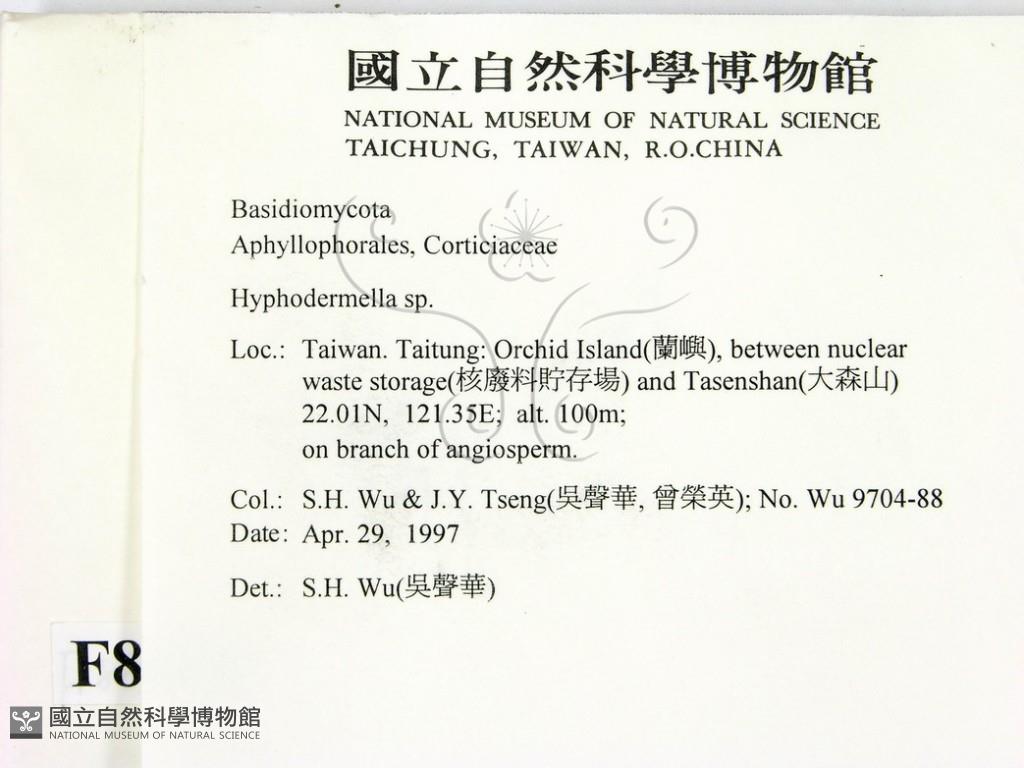 國立自然科學博物館
NATIONAL MUSEUM OF NATURAL SCIENCE
TAICHUNG, TAIWAN, R.O.CHINA
Basidiomycota
Aphyllophorales, Corticiaceae
Hyphodermella sp.
Loc.: Taiwan. Taitung: Orchid Island(蘭嶼), between nuclear
waste storage(核廢料貯存場) and Tasenshan(大森山)
22.01N, 121.35E; alt. 100m;
on branch of angiosperm.
Col.: S.H. Wu & J.Y. Tseng(吳聲華, 曾榮英); No. Wu 9704-88
Date: Apr. 29, 1997
Det.: S.H. Wu(吳聲華)
F8
國立自然科學博物館
NATIONAL MUSEUM OF NATURAL SCIENCE